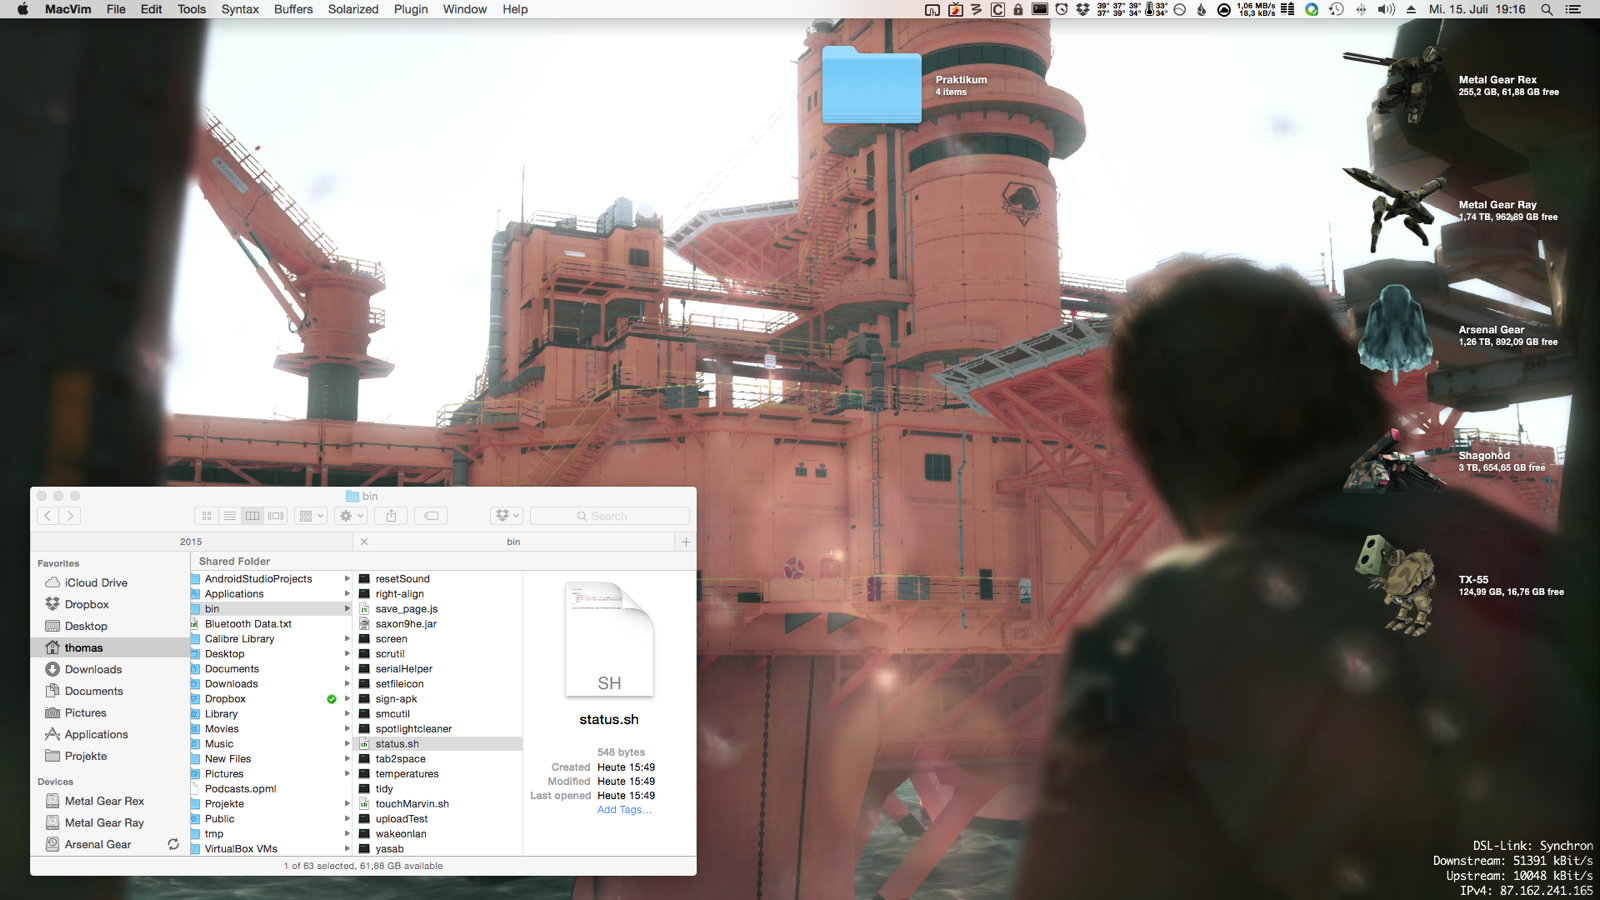 MacVim File Edit Tools Syntax Buffers Solarized Plugin Window Help
39° 37° 39° 33°
37° 39° 34° 34°
1,06 MB/s
18,3 kB/s
Mi. 15. Juli 19:16
Praktikum
4 items
Metal Gear Rex
255,2 GB, 61,88 GB free
Metal Gear Ray
1,74 TB, 962,89 GB free
Arsenal Gear
1,26 TB, 892,09 GB free
Shagohod
3 TB, 654,65 GB free
TX-55
124,99 GB, 16,76 GB free
bin
Search
2015
bin
Favorites
iCloud Drive
Dropbox
Desktop
thomas
Downloads
Documents
Pictures
Applications
Projekte
Devices
Metal Gear Rex
Metal Gear Ray
Arsenal Gear
Shared Folder
AndroidStudioProjects
Applications
bin
Bluetooth Data.txt
Calibre Library
Desktop
Documents
Downloads
Dropbox
Library
Movies
Music
New Files
Pictures
Podcasts.opml
Projekte
Public
tmp
VirtualBox VMs
resetSound
right-align
save_page.js
saxon9he.jar
screen
scrutil
serialHelper
setfileicon
sign-apk
smcutil
spotlightcleaner
status.sh
tab2space
temperatures
tidy
touchMarvin.sh
uploadTest
wakeonlan
yasab
SH
status.sh
548 bytes
Created Heute 15:49
Modified Heute 15:49
Last opened Heute 15:49
Add Tags...
1 of 63 selected, 61,88 GB available
DSL-Link: Synchron
Downstream: 51391 kBit/s
Upstream: 10048 kBit/s
IPv4: 87.162.241.165